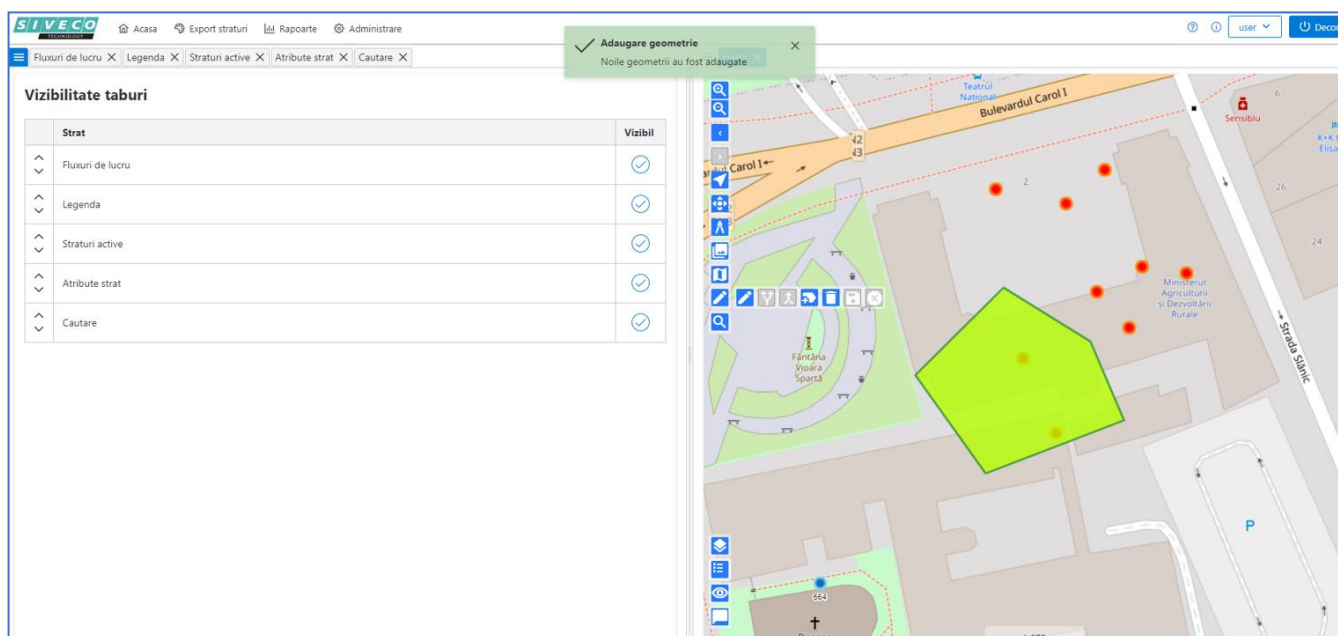 SIVECO
TECHNOLOGY
Acasa
Export straturi
Rapoarte
Administrare
user
Adaugare geometrie
Noile geometrii au fost adaugate
Fluxuri de lucru
Legenda
Straturi active
Atribute strat
Cautare
Vizibilitate taburi
Strat Vizibil
Fluxuri de lucru
Legenda
Straturi active
Atribute strat
Cautare
Teatrul
Național
Bulevardul Carol I
Carol I
Sensiblu
6
26
24
2
Ministerul
Agriculturii
și Dezvoltării
Rurale
Strada Slănic
Fântâna
Vioara
Spartă
P
664